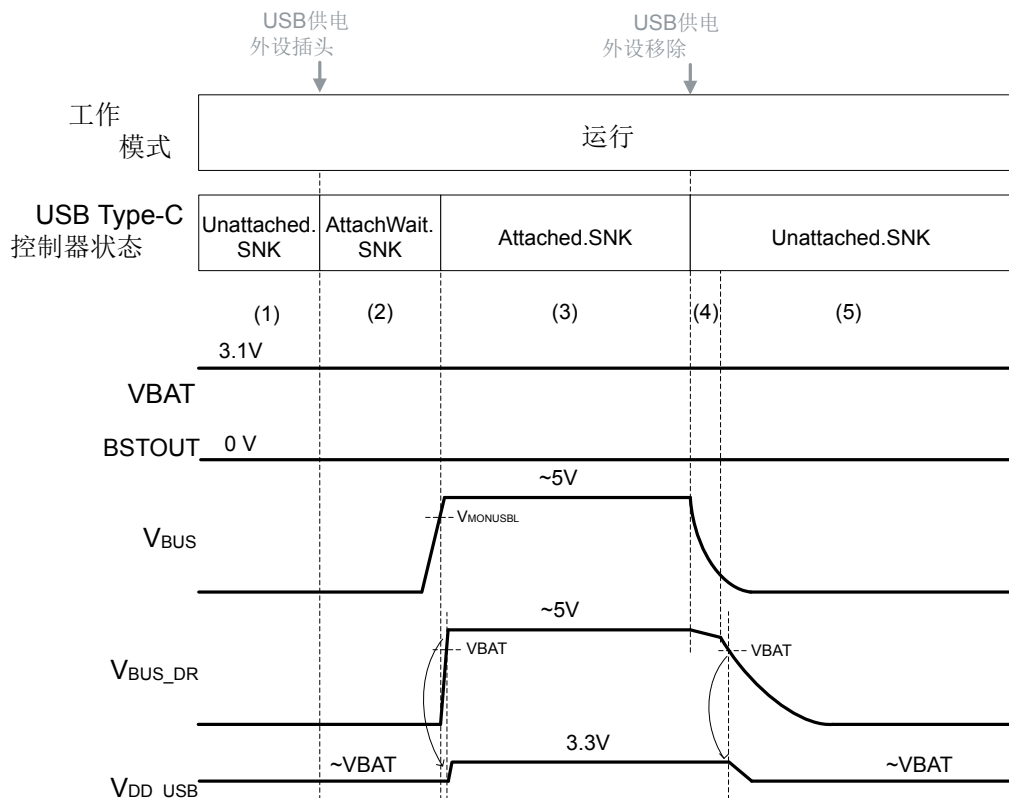 USB供电
外设插头
USB供电
外设移除
工作
模式
运行
USB Type-C
控制器状态
Unattached.
SNK
AttachWait.
SNK
Attached.SNK
Unattached.SNK
(1)
(2)
(3)
(4)
(5)
3.1V
VBAT
BSTOUT
0 V
~5V
VMONUSBL
VBUS
~5V
VBAT
VBAT
VBUS_DR
3.3V
~VBAT
~VBAT
VDD_USB